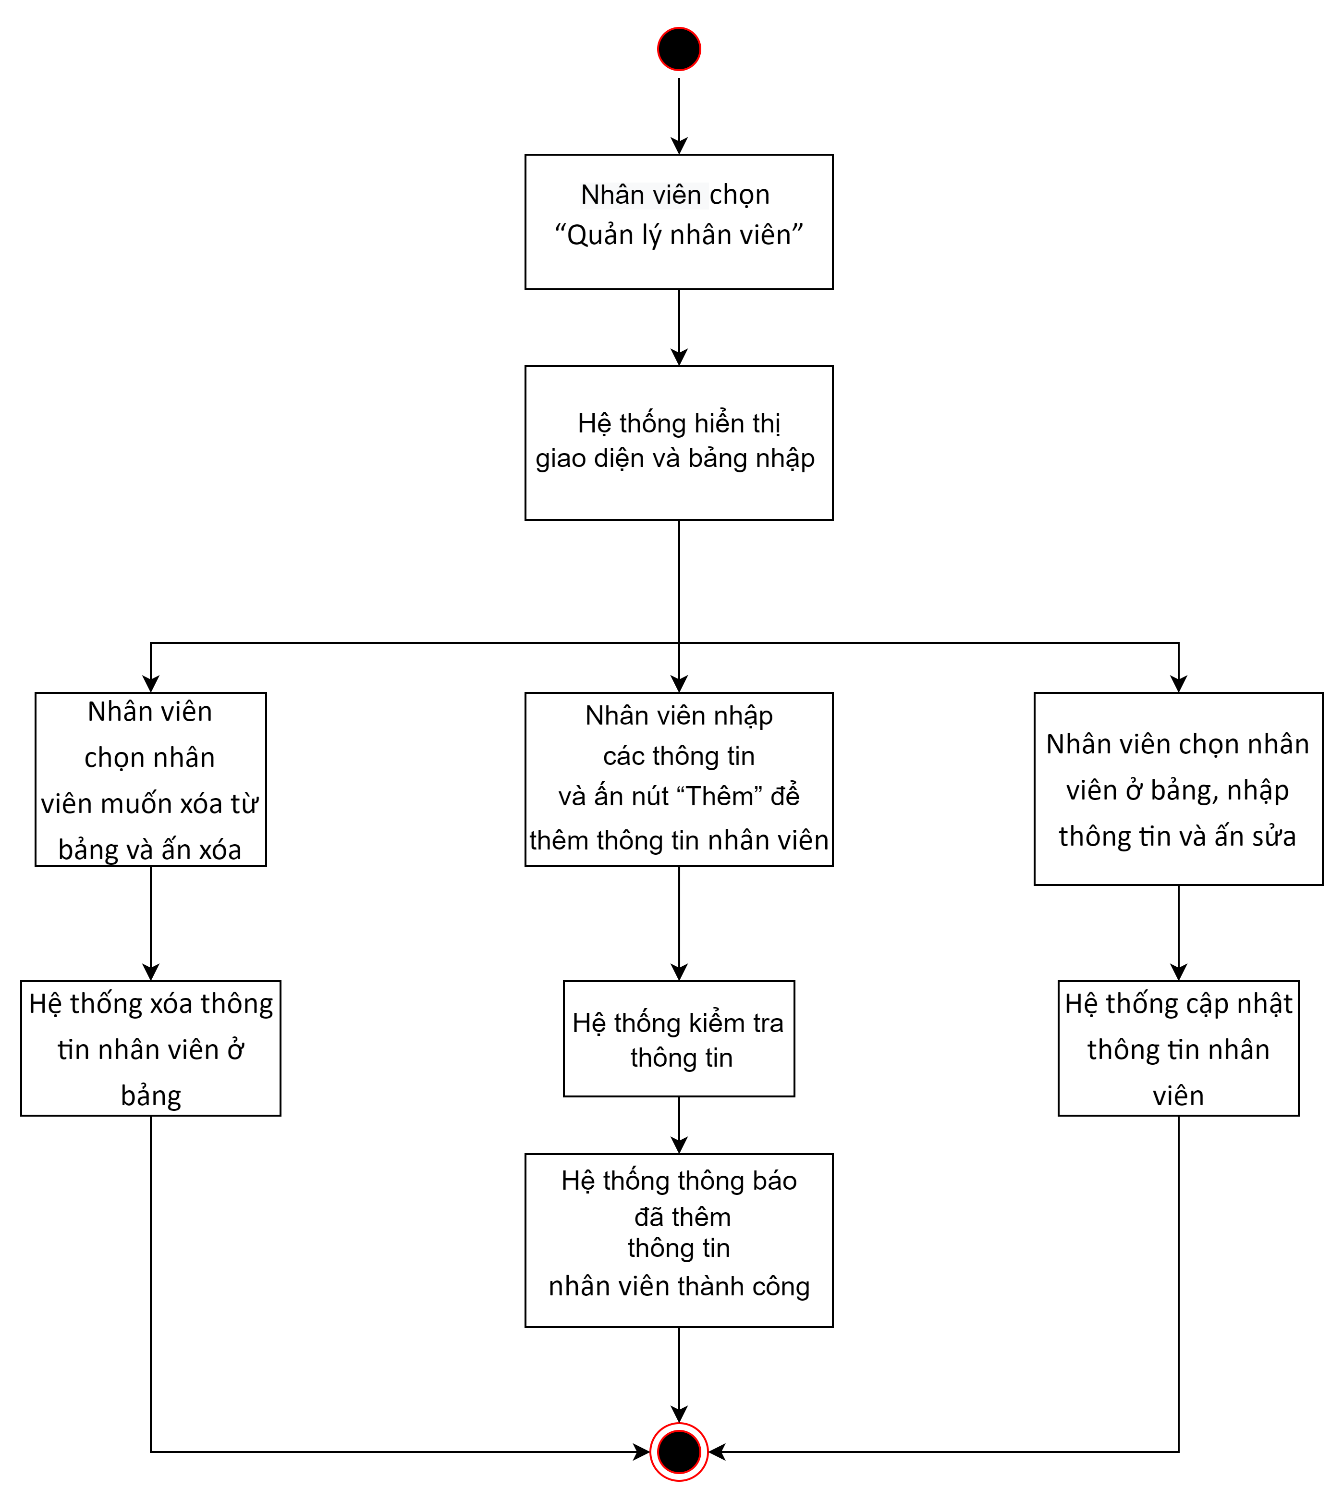 Nhân viên chọn
“Quản lý nhân viên”
Hệ thống hiển thị
giao diện và bảng nhập
Nhân viên
chọn nhân
viên muốn xóa từ
bảng và ấn xóa
Nhân viên nhập
các thông tin
và ấn nút “Thêm” để
thêm thông tin nhân viên
Nhân viên chọn nhân
viên ở bảng, nhập
thông tin và ấn sửa
Hệ thống xóa thông
tin nhân viên ở
bảng
Hệ thống kiểm tra
thông tin
Hệ thống cập nhật
thông tin nhân
viên
Hệ thống thông báo
đã thêm
thông tin
nhân viên thành công